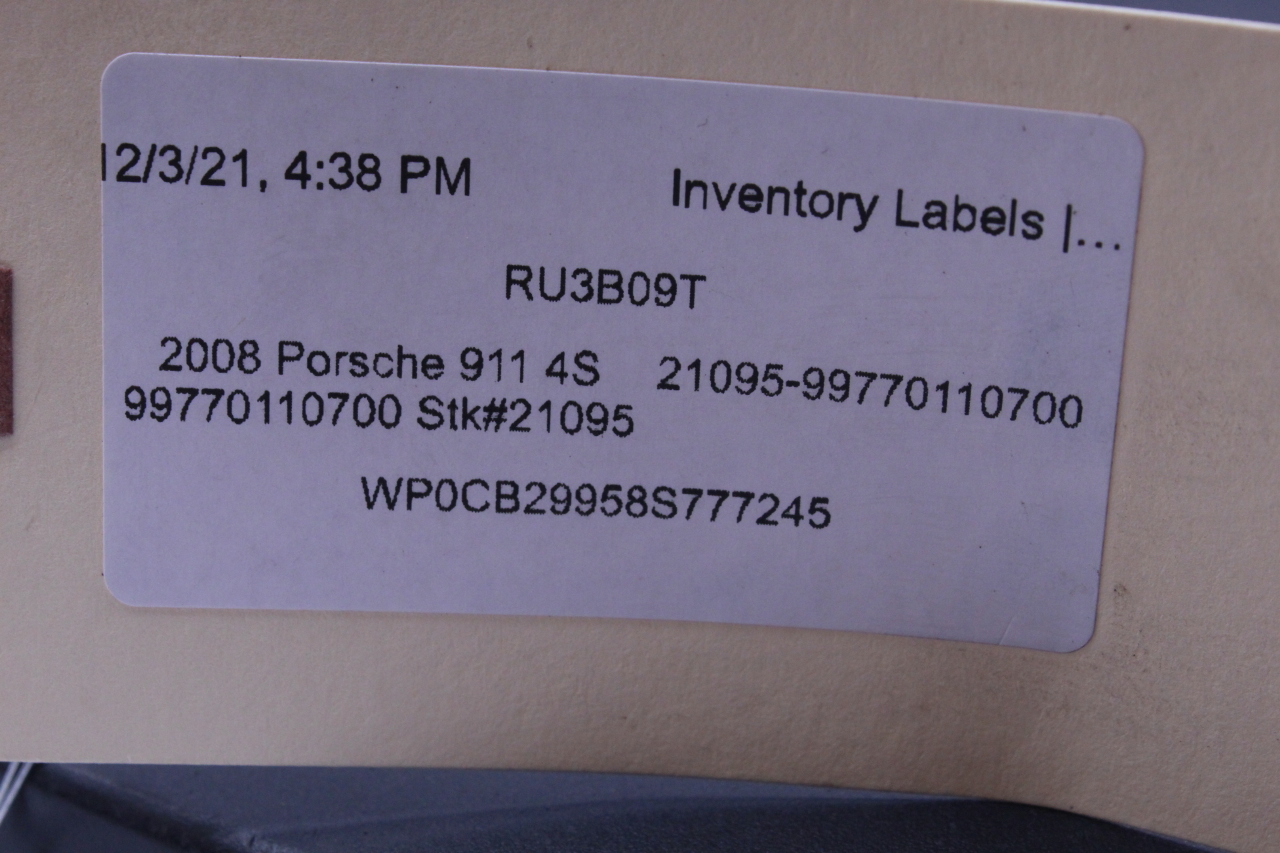 12/3/21, 4:38 PM Inventory Labels |...
RU3B09T
2008 Porsche 911 4S 21095-99770110700
99770110700 Stk#21095
WP0CB29958S777245